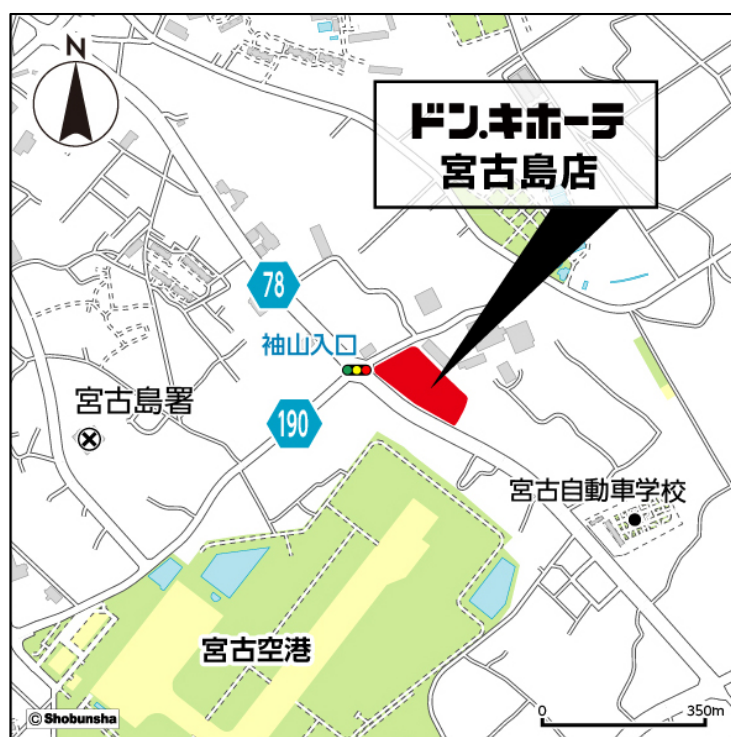 N
ドン.キホーテ
宮古島店
78
袖山入口
宮古島署
190
宮古自動車学校
宮古空港
© Shobunsha
0 350m